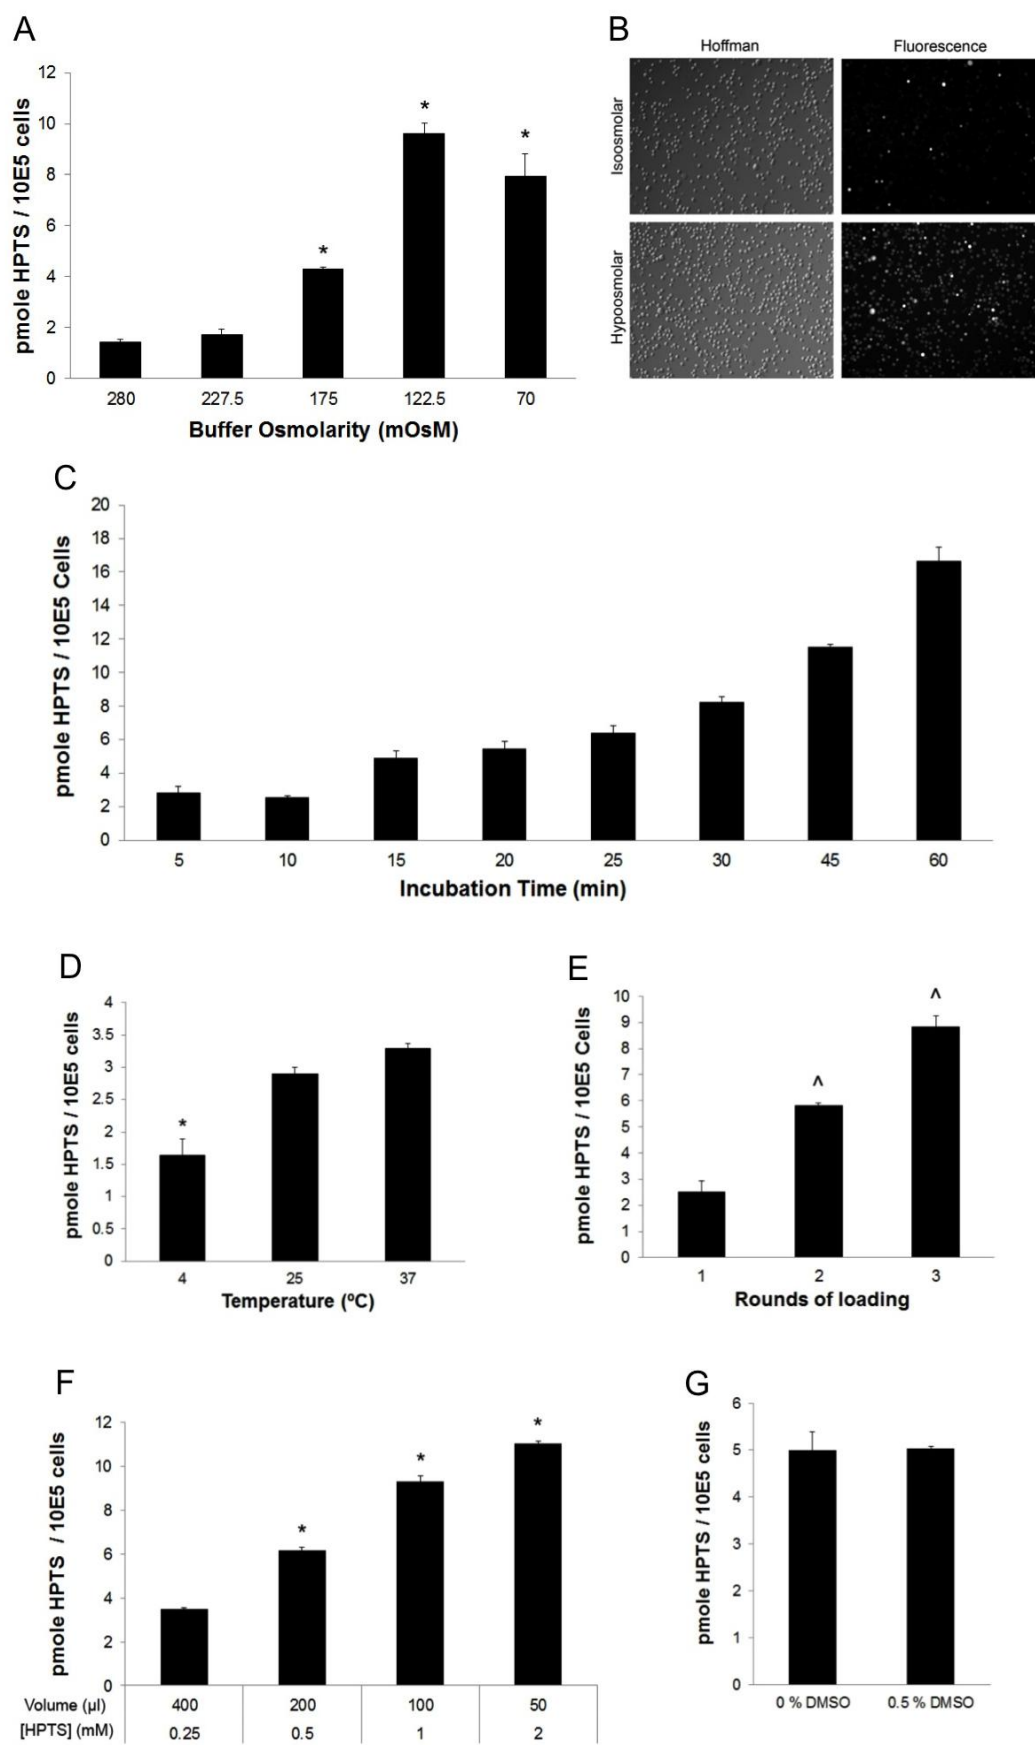 A
pmole HPTS / 10E5 cells
12
10
8
6
4
2
0
*
*
*
280 227.5 175 122.5 70
Buffer Osmolarity (mOsM)
B
Hoffman Fluorescence
Isoosmolar
Hypoosmolar
C
pmole HPTS / 10E5 Cells
20
18
16
14
12
10
8
6
4
2
0
5 10 15 20 25 30 45 60
Incubation Time (min)
D
pmole HPTS / 10E5 cells
4
3.5
3
2.5
2
1.5
1
0.5
0
*
4 25 37
Temperature (ºC)
E
pmole HPTS / 10E5 Cells
10
9
8
7
6
5
4
3
2
1
0
^
^
1 2 3
Rounds of loading
F
pmole HPTS / 10E5 cells
12
10
8
6
4
2
0
*
*
*
Volume (µl) 400 200 100 50
[HPTS] (mM) 0.25 0.5 1 2
G
pmole HPTS / 10E5 cells
6
5
4
3
2
1
0
0 % DMSO 0.5 % DMSO